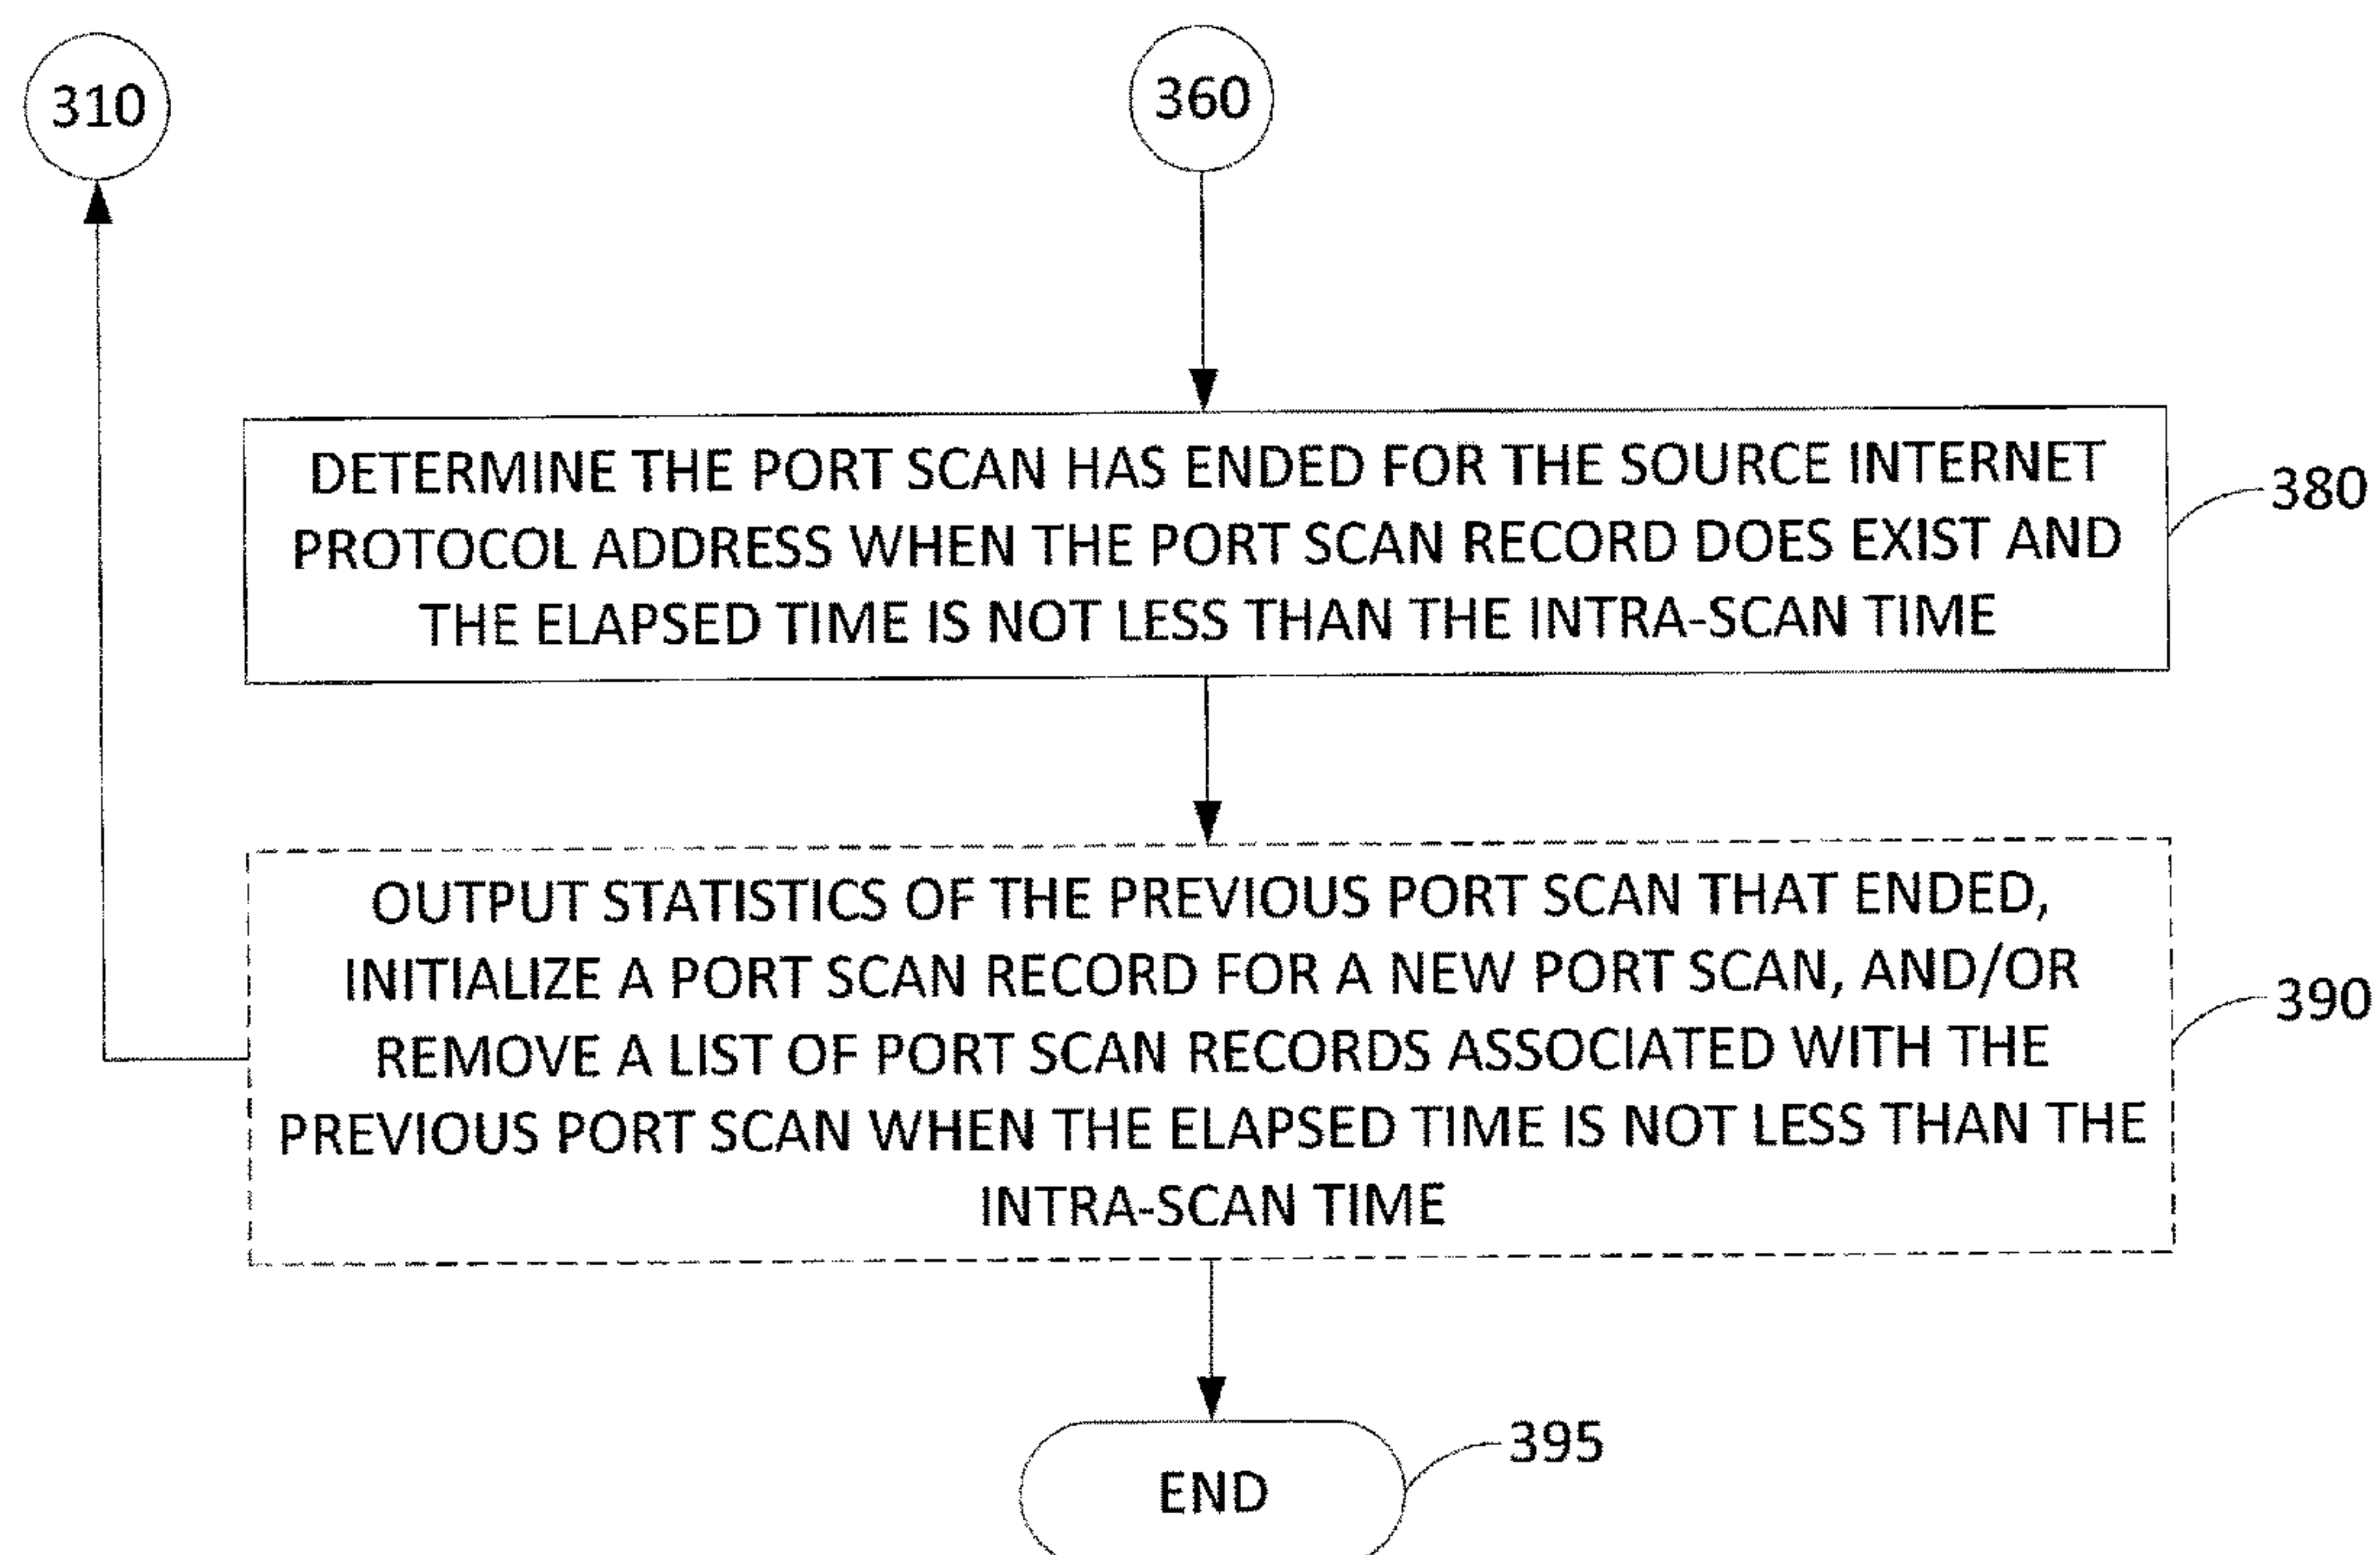 310
360
DETERMINE THE PORT SCAN HAS ENDED FOR THE SOURCE INTERNET
PROTOCOL ADDRESS WHEN THE PORT SCAN RECORD DOES EXIST AND
THE ELAPSED TIME IS NOT LESS THAN THE INTRA-SCAN TIME
380
OUTPUT STATISTICS OF THE PREVIOUS PORT SCAN THAT ENDED,
INITIALIZE A PORT SCAN RECORD FOR A NEW PORT SCAN, AND/OR
REMOVE A LIST OF PORT SCAN RECORDS ASSOCIATED WITH THE
PREVIOUS PORT SCAN WHEN THE ELAPSED TIME IS NOT LESS THAN THE
INTRA-SCAN TIME
390
END
395